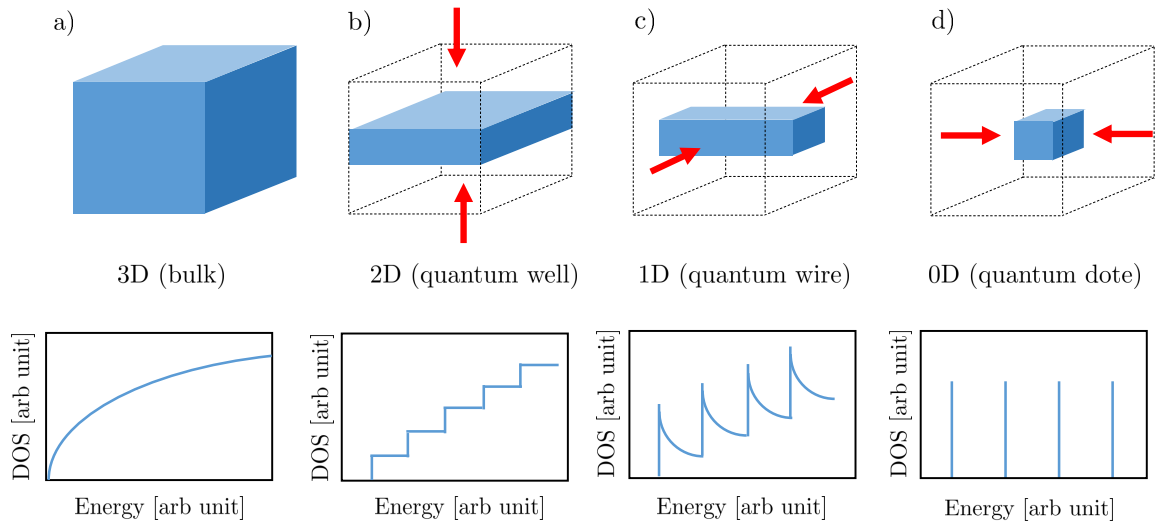 a)
b)
c)
d)
3D (bulk)
2D (quantum well)
1D (quantum wire)
0D (quantum dote)
DOS [arb unit]
Energy [arb unit]
DOS [arb unit]
Energy [arb unit]
DOS [arb unit]
Energy [arb unit]
DOS [arb unit]
Energy [arb unit]